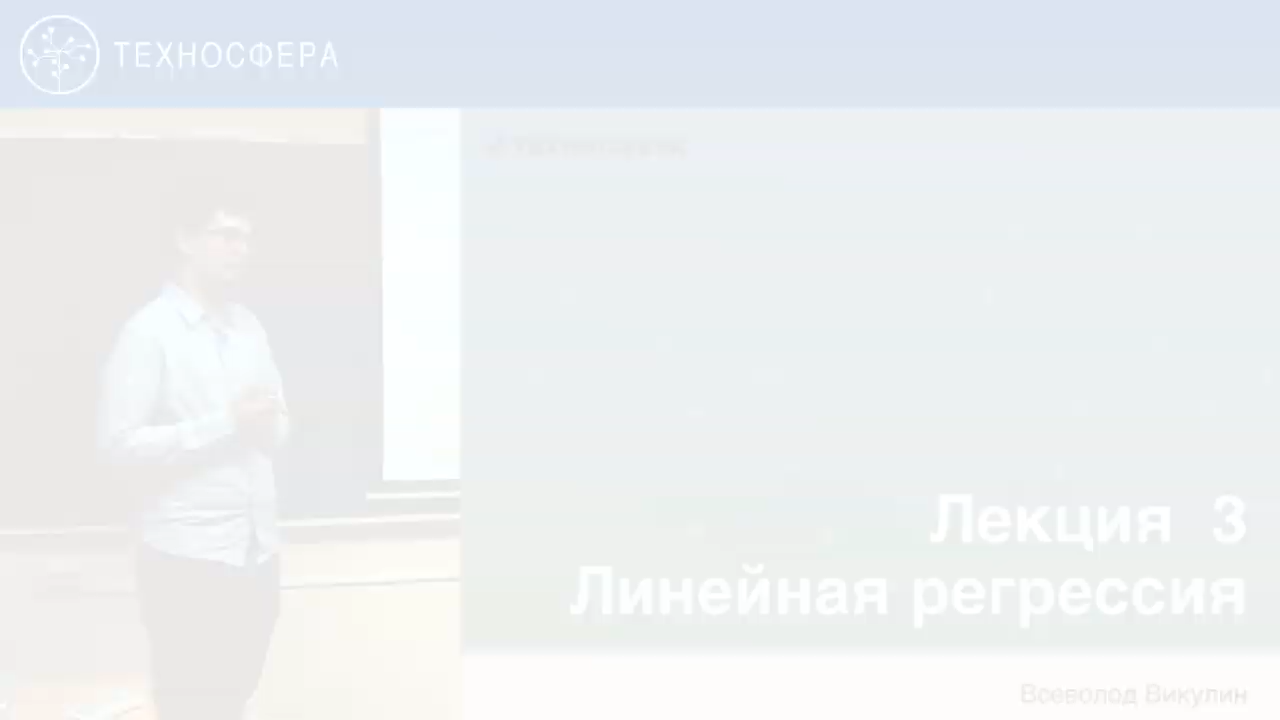 ТЕХНОСФЕРА
Лекция 3
Линейная регрессия
Всеволод Викулин